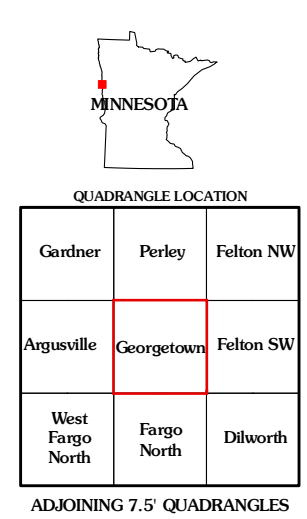 MINNESOTA
QUADRANGLE LOCATION
Gardner
Perley
Felton NW
Argusville
Georgetown
Felton SW
West
Fargo
North
Fargo
North
Dilworth
ADJOINING 7.5' QUADRANGLES